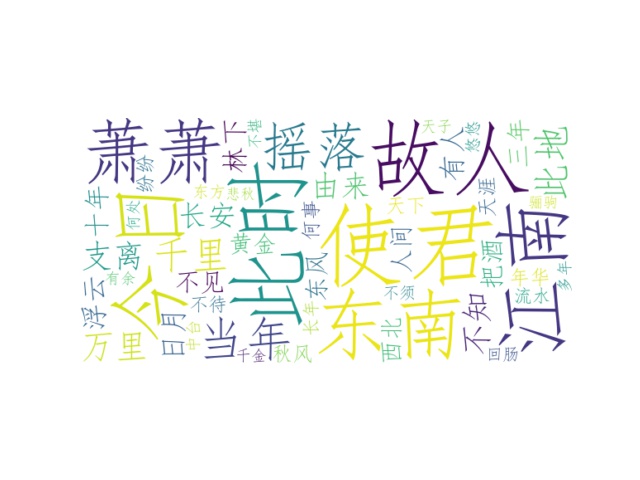 萧萧
林下
不堪
摇落
故人
有人
天子
悠悠
三年
此地
十年
纷纷
今日
何处
东方
悲秋
此时
由来
何事
天下
使君
天涯
骊驹
江南
支离
长安
千里
黄金
东风
人间
把酒
年华
多年
浮云
有余
不见
不待
不须
东南
不知
流水
万里
日月
中台
当年
千金
秋风
长年
西北
回肠